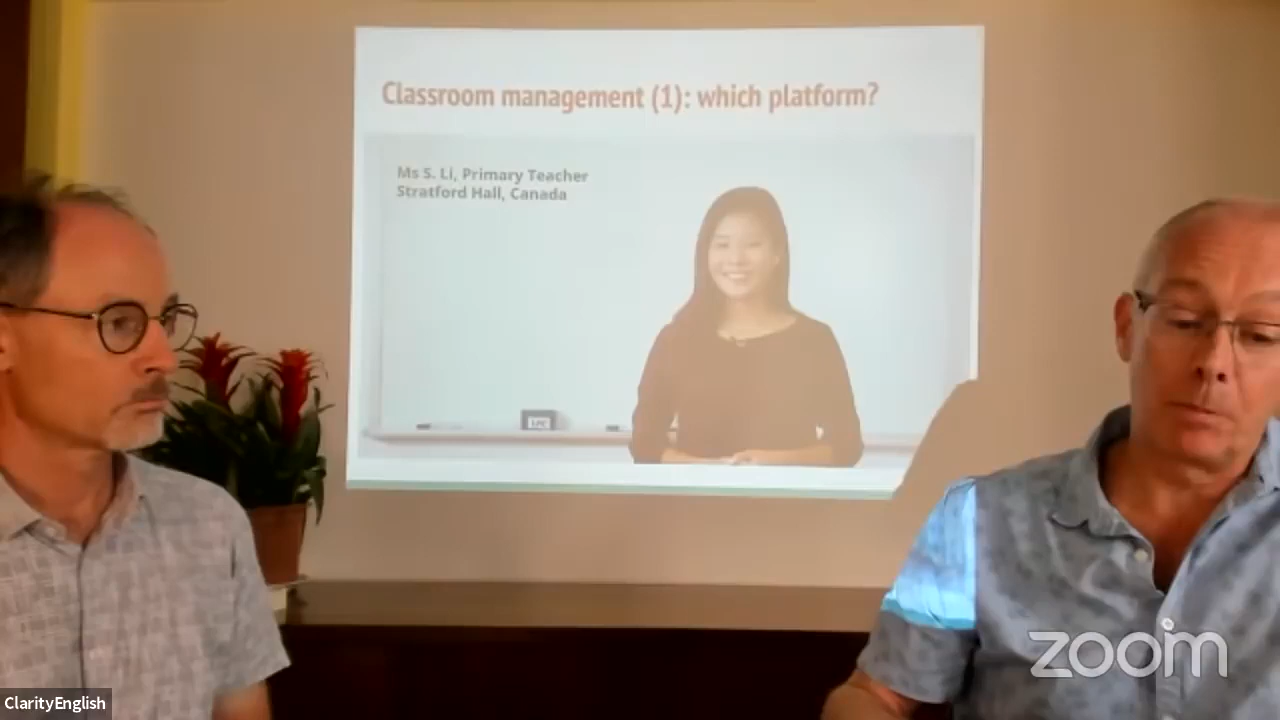 Classroom management (1): which platform?
Ms S. Li, Primary Teacher
Stratford Hall, Canada
zoom
ClarityEnglish